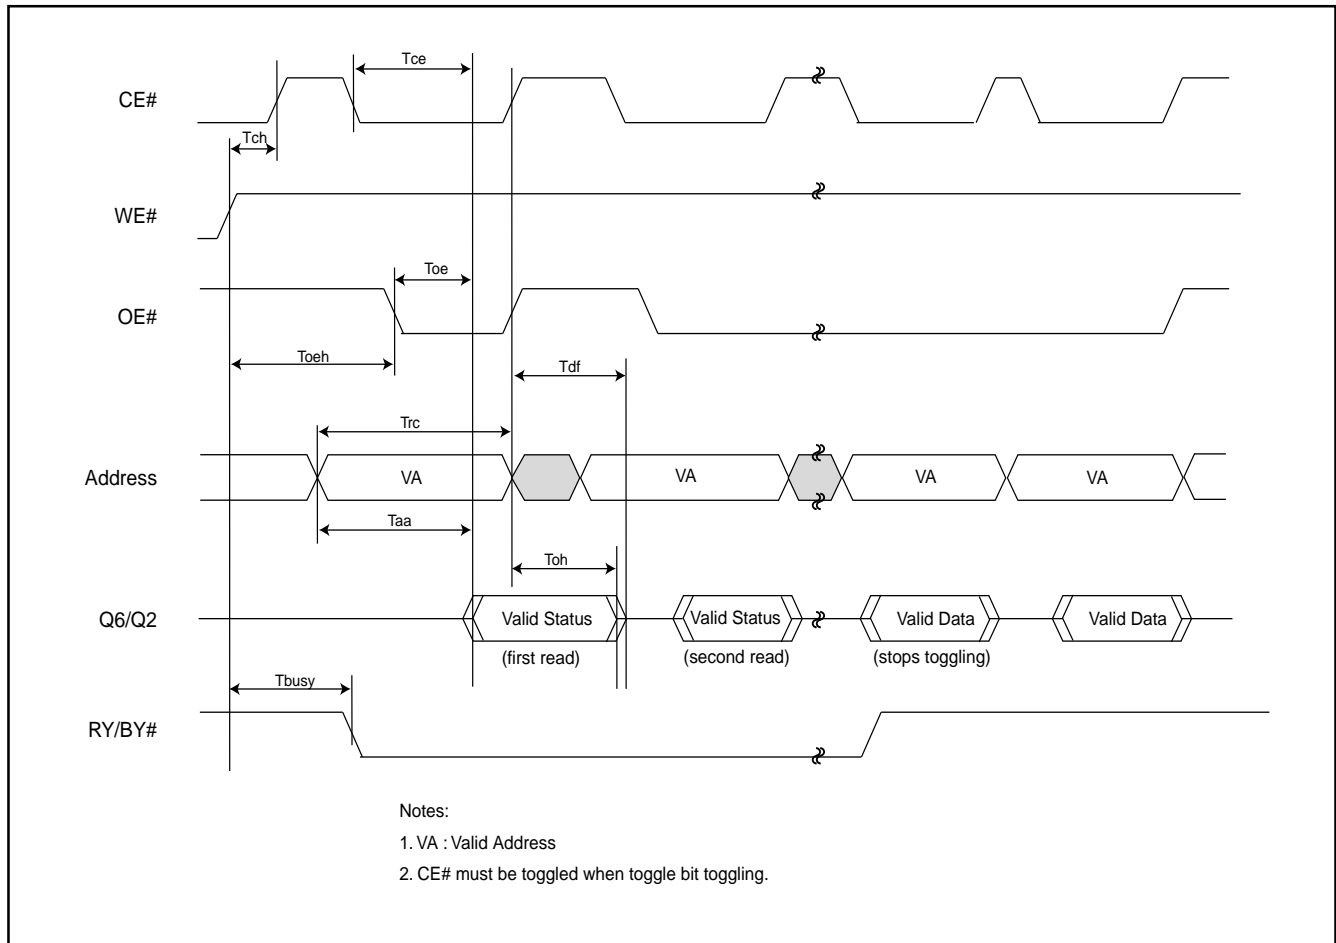 Tce
CE#
Tch
WE#
Toe
OE#
Toeh
Tdf
Trc
Address
VA
VA
VA
VA
Taa
Toh
Q6/Q2
Valid Status
Valid Status
Valid Data
Valid Data
(first read)
(second read)
(stops toggling)
Tbusy
RY/BY#
Notes:
1. VA : Valid Address
2. CE# must be toggled when toggle bit toggling.